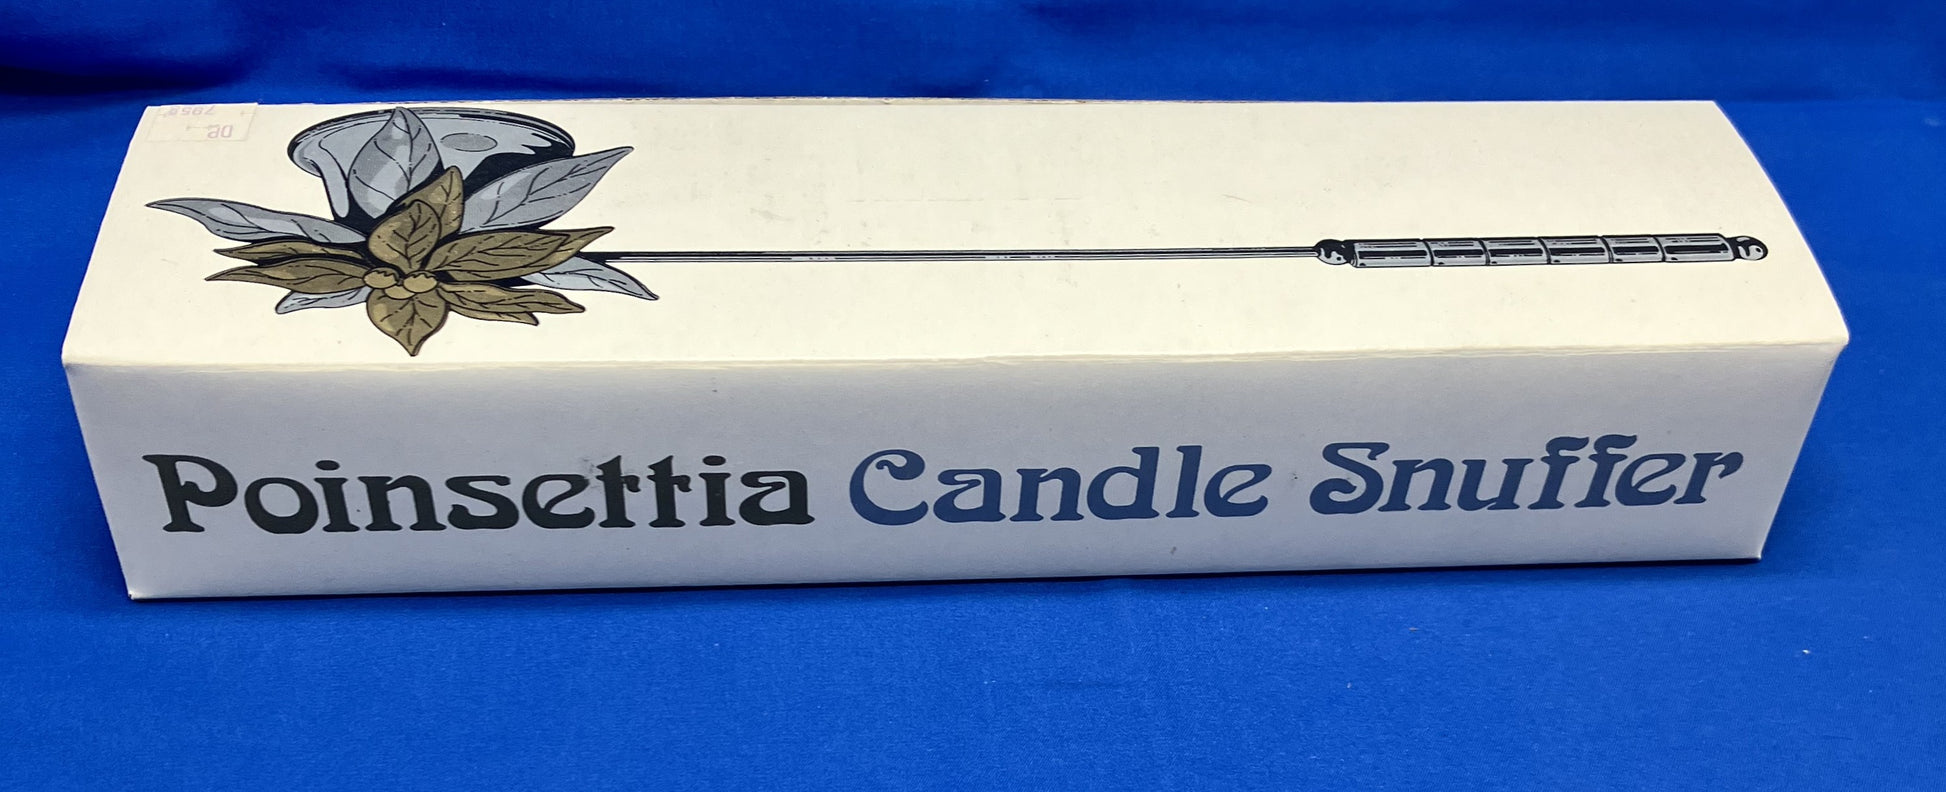 Poinsettia Candle Snuffer